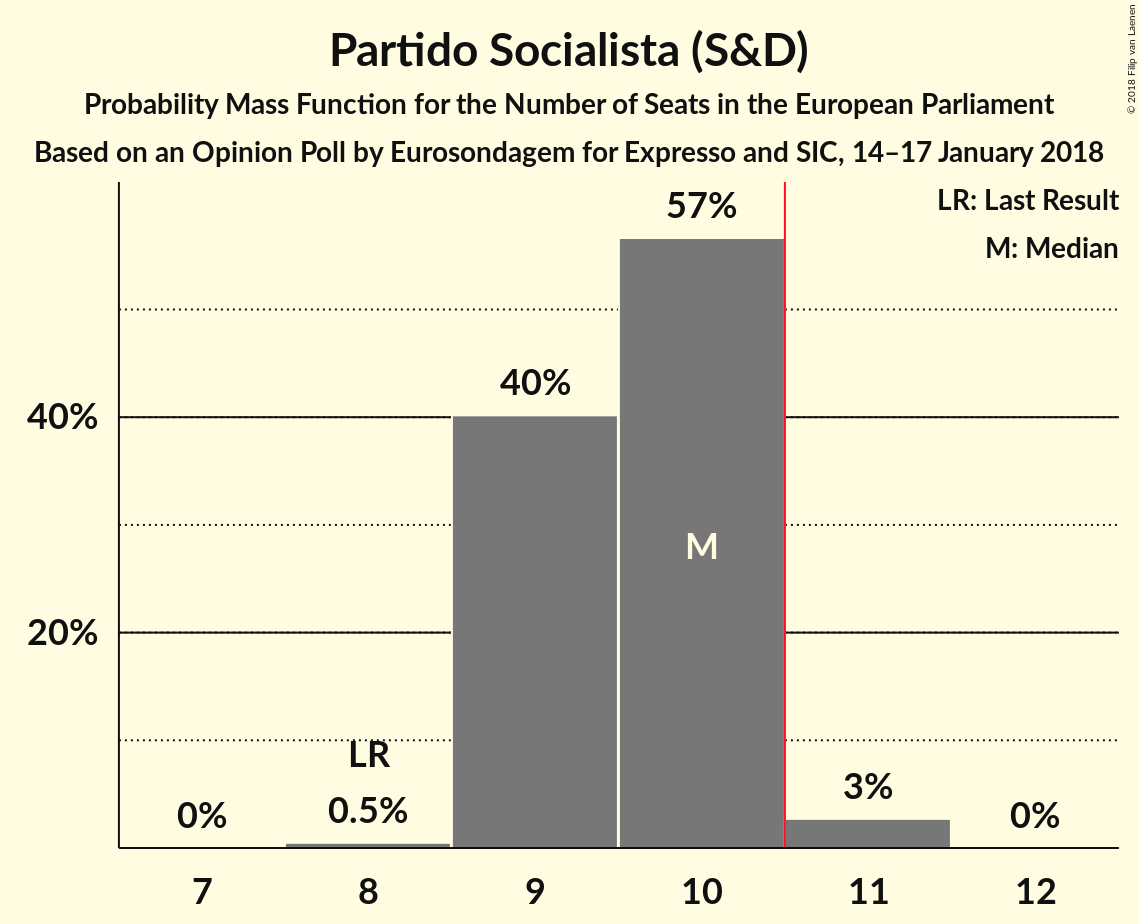 Partido Socialista (S&D)
Probability Mass Function for the Number of Seats in the European Parliament
Based on an Opinion Poll by Eurosondagem for Expresso and SIC, 14–17 January 2018
© 2018 Filip van Laenen
LR: Last Result
M: Median
57%
40%
40%
M
20%
LR
0%
0.5%
3%
0%
7 8 9 10 11 12